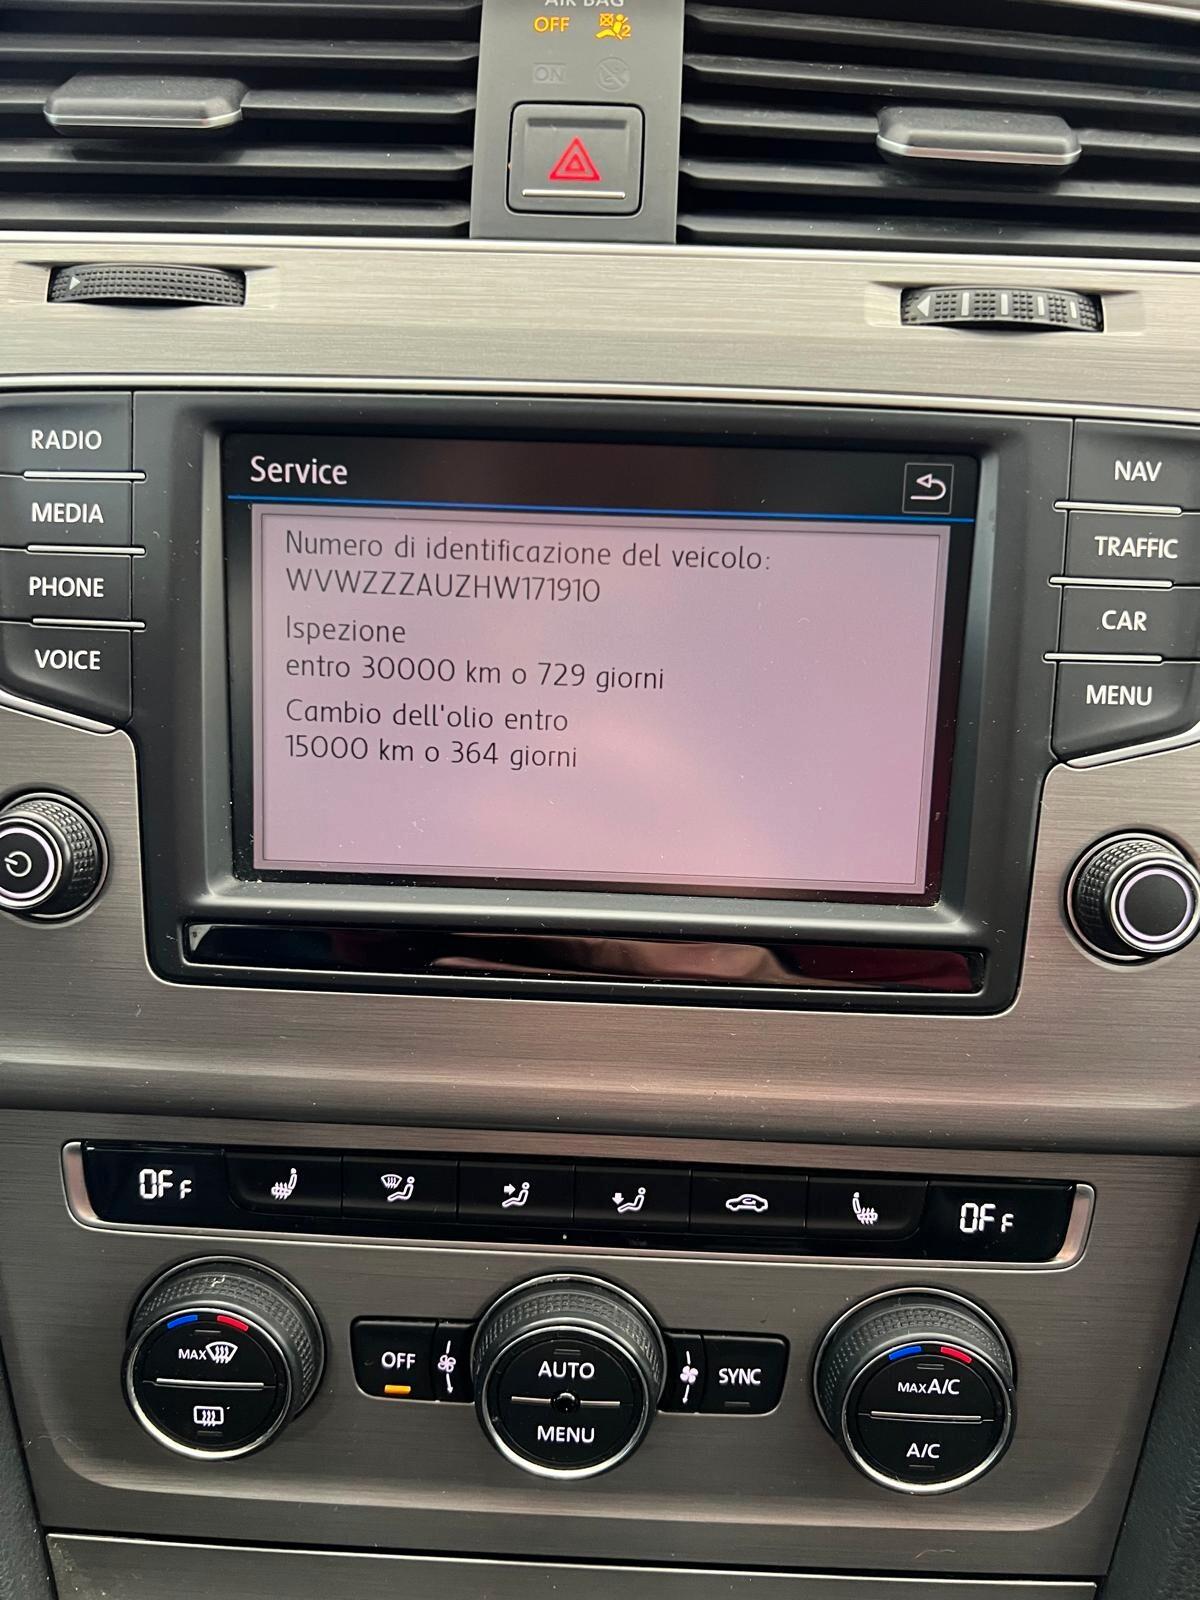 AIR BAG
OFF
2
ON
RADIO
MEDIA
PHONE
VOICE
Service
Numero di identificazione del veicolo:
WVWZZZAUZHW171910
Ispezione
entro 30000 km o 729 giorni
Cambio dell'olio entro
15000 km o 364 giorni
NAV
TRAFFIC
CAR
MENU
OFF
OFF
MAX
OFF
AUTO
MENU
SYNC
MAX A/C
A/C